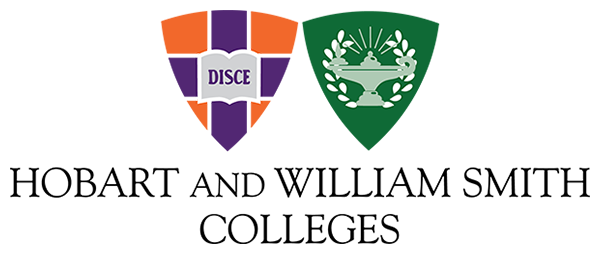 DISCE
HOBART AND WILLIAM SMITH
COLLEGES